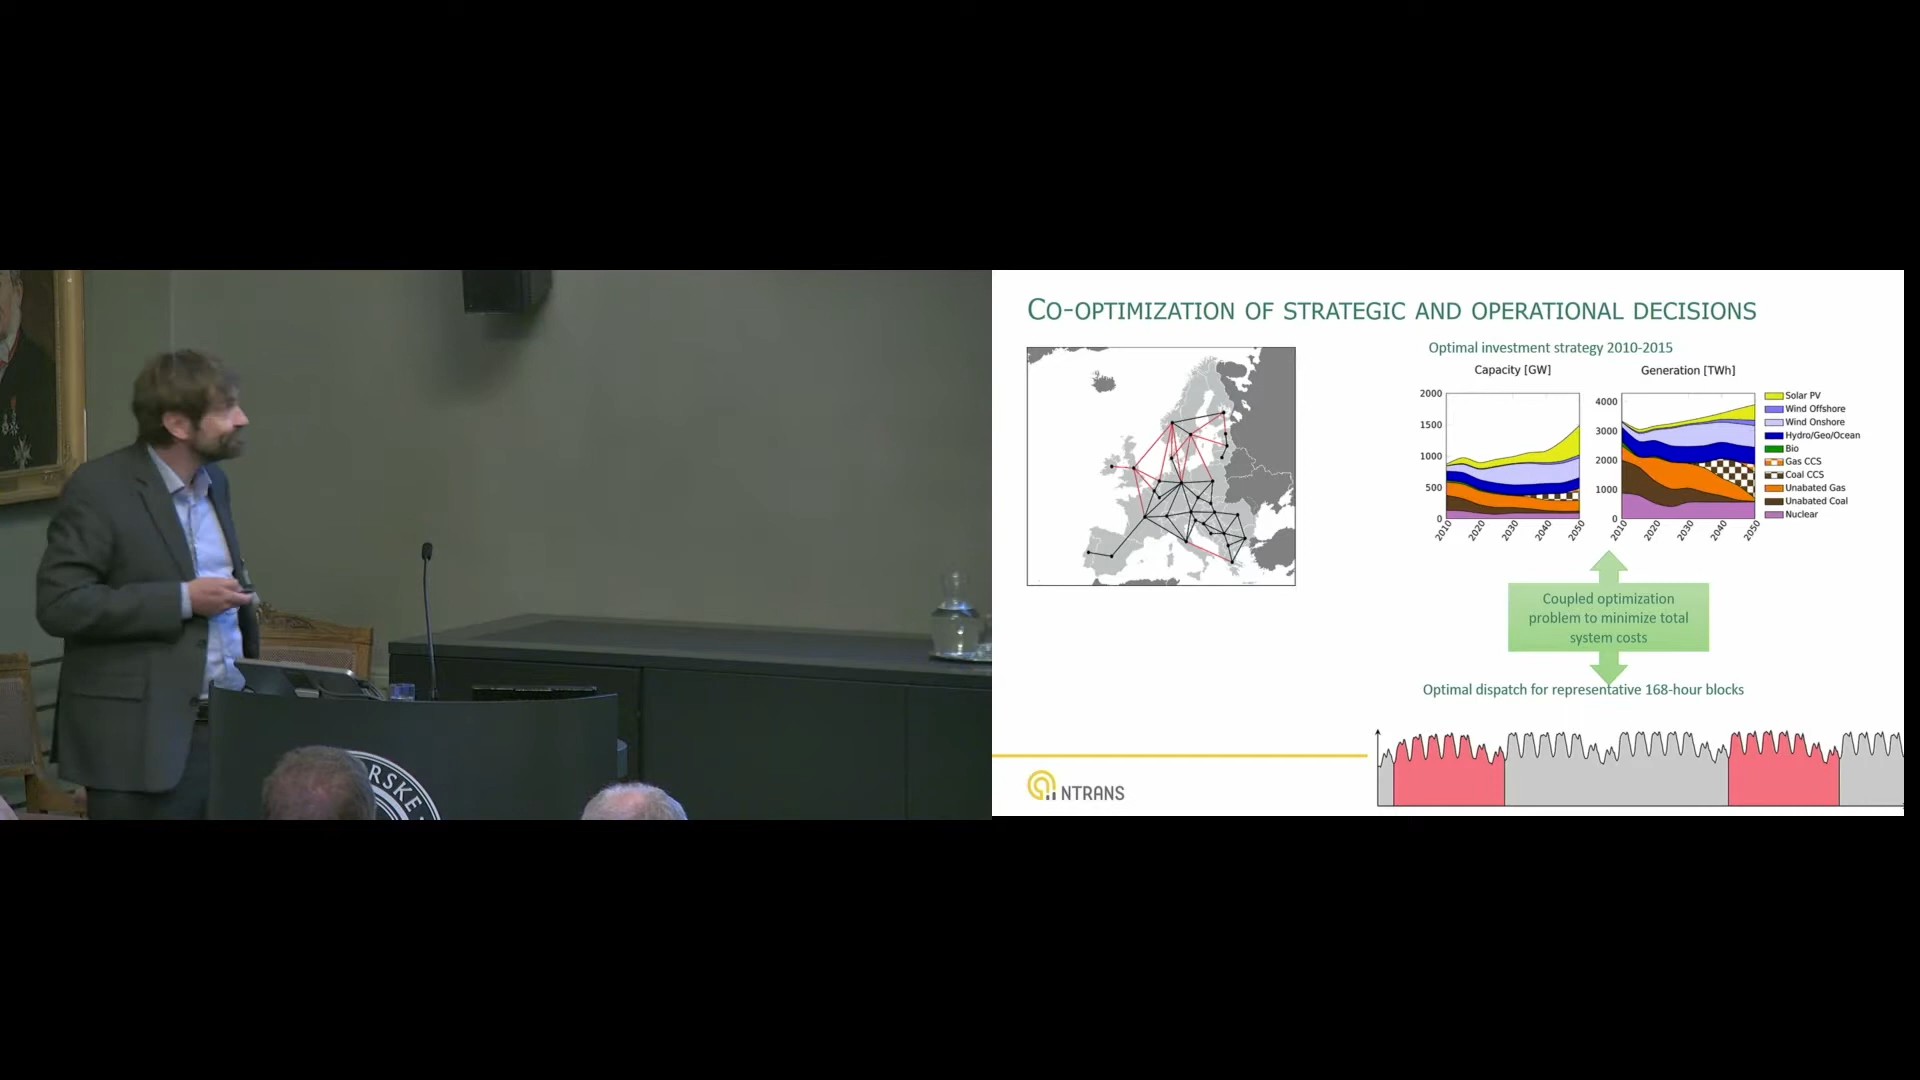 CO-OPTIMIZATION OF STRATEGIC AND OPERATIONAL DECISIONS
Optimal investment strategy 2010-2015
Capacity [GW]
2000
1500
1000
500
0
2010
2020
2030
2040
2050
Generation [TWh]
4000
3000
2000
1000
0
2010
2020
2030
2040
2050
Solar PV
Wind Offshore
Wind Onshore
Hydro/Geo/Ocean
Bio
Gas CCS
Coal CCS
Unabated Gas
Unabated Coal
Nuclear
Coupled optimization
problem to minimize total
system costs
Optimal dispatch for representative 168-hour blocks
NTRANS
RSKE